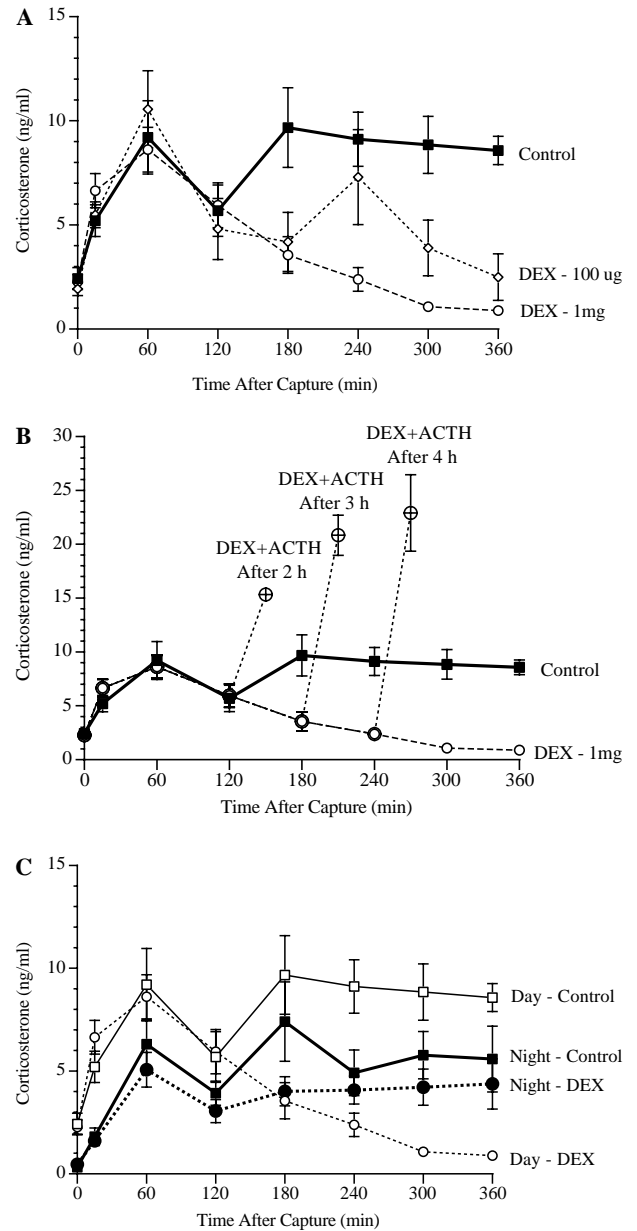 A
15
10
5
0
Corticosterone (ng/ml)
Control
DEX - 100 ug
DEX - 1mg
0 60 120 180 240 300 360
Time After Capture (min)
B
30
25
20
15
10
5
0
Corticosterone (ng/ml)
DEX+ACTH
After 4 h
DEX+ACTH
After 3 h
DEX+ACTH
After 2 h
Control
DEX - 1mg
0 60 120 180 240 300 360
Time After Capture (min)
C
15
10
5
0
Corticosterone (ng/ml)
Day - Control
Night - Control
Night - DEX
Day - DEX
0 60 120 180 240 300 360
Time After Capture (min)